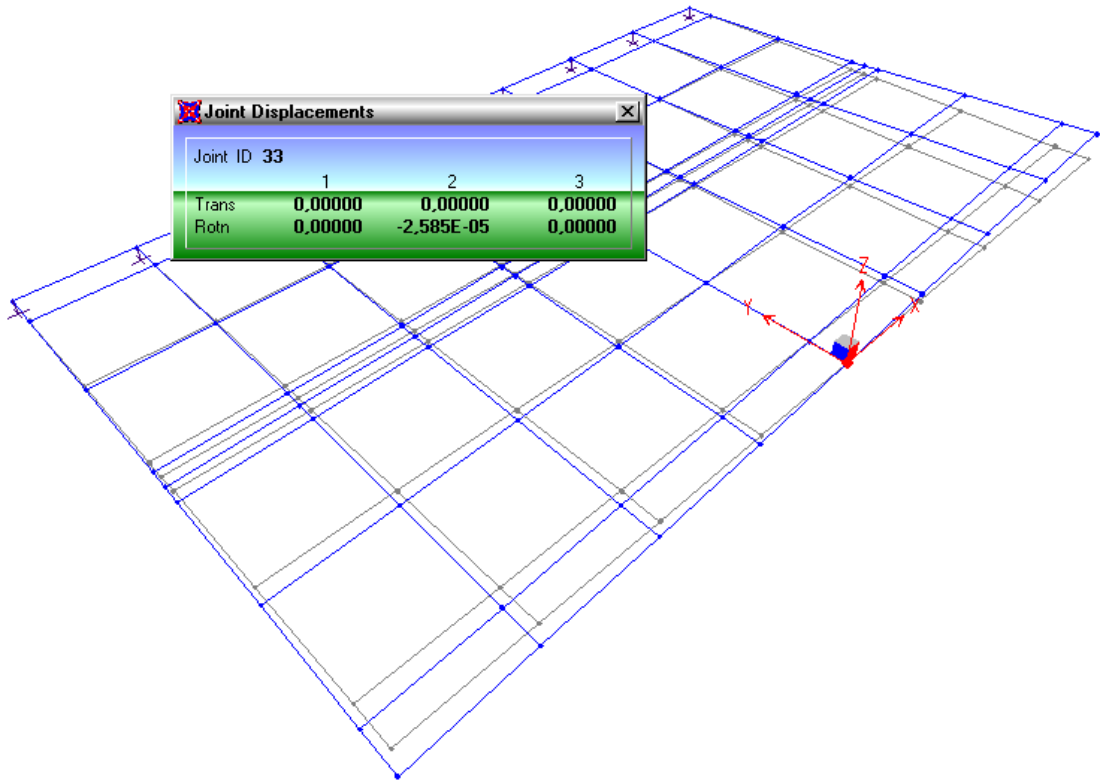 Joint Displacements
Joint ID 33
1 2 3
Trans 0,00000 0,00000 0,00000
Rotn 0,00000 -2,585E-05 0,00000
Z
Y
X